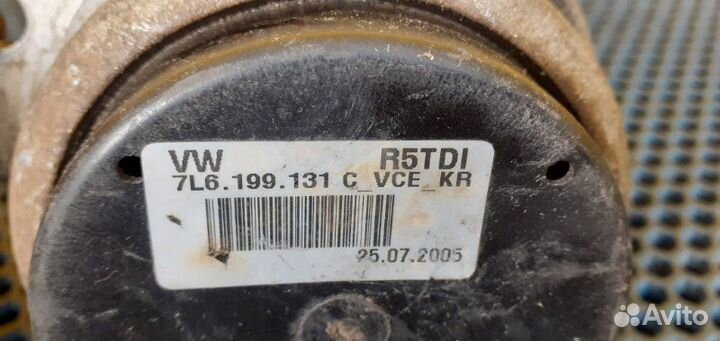 VW R5TDI
7L6.199.131 C_VCE_KR
25.07.2005
Avito